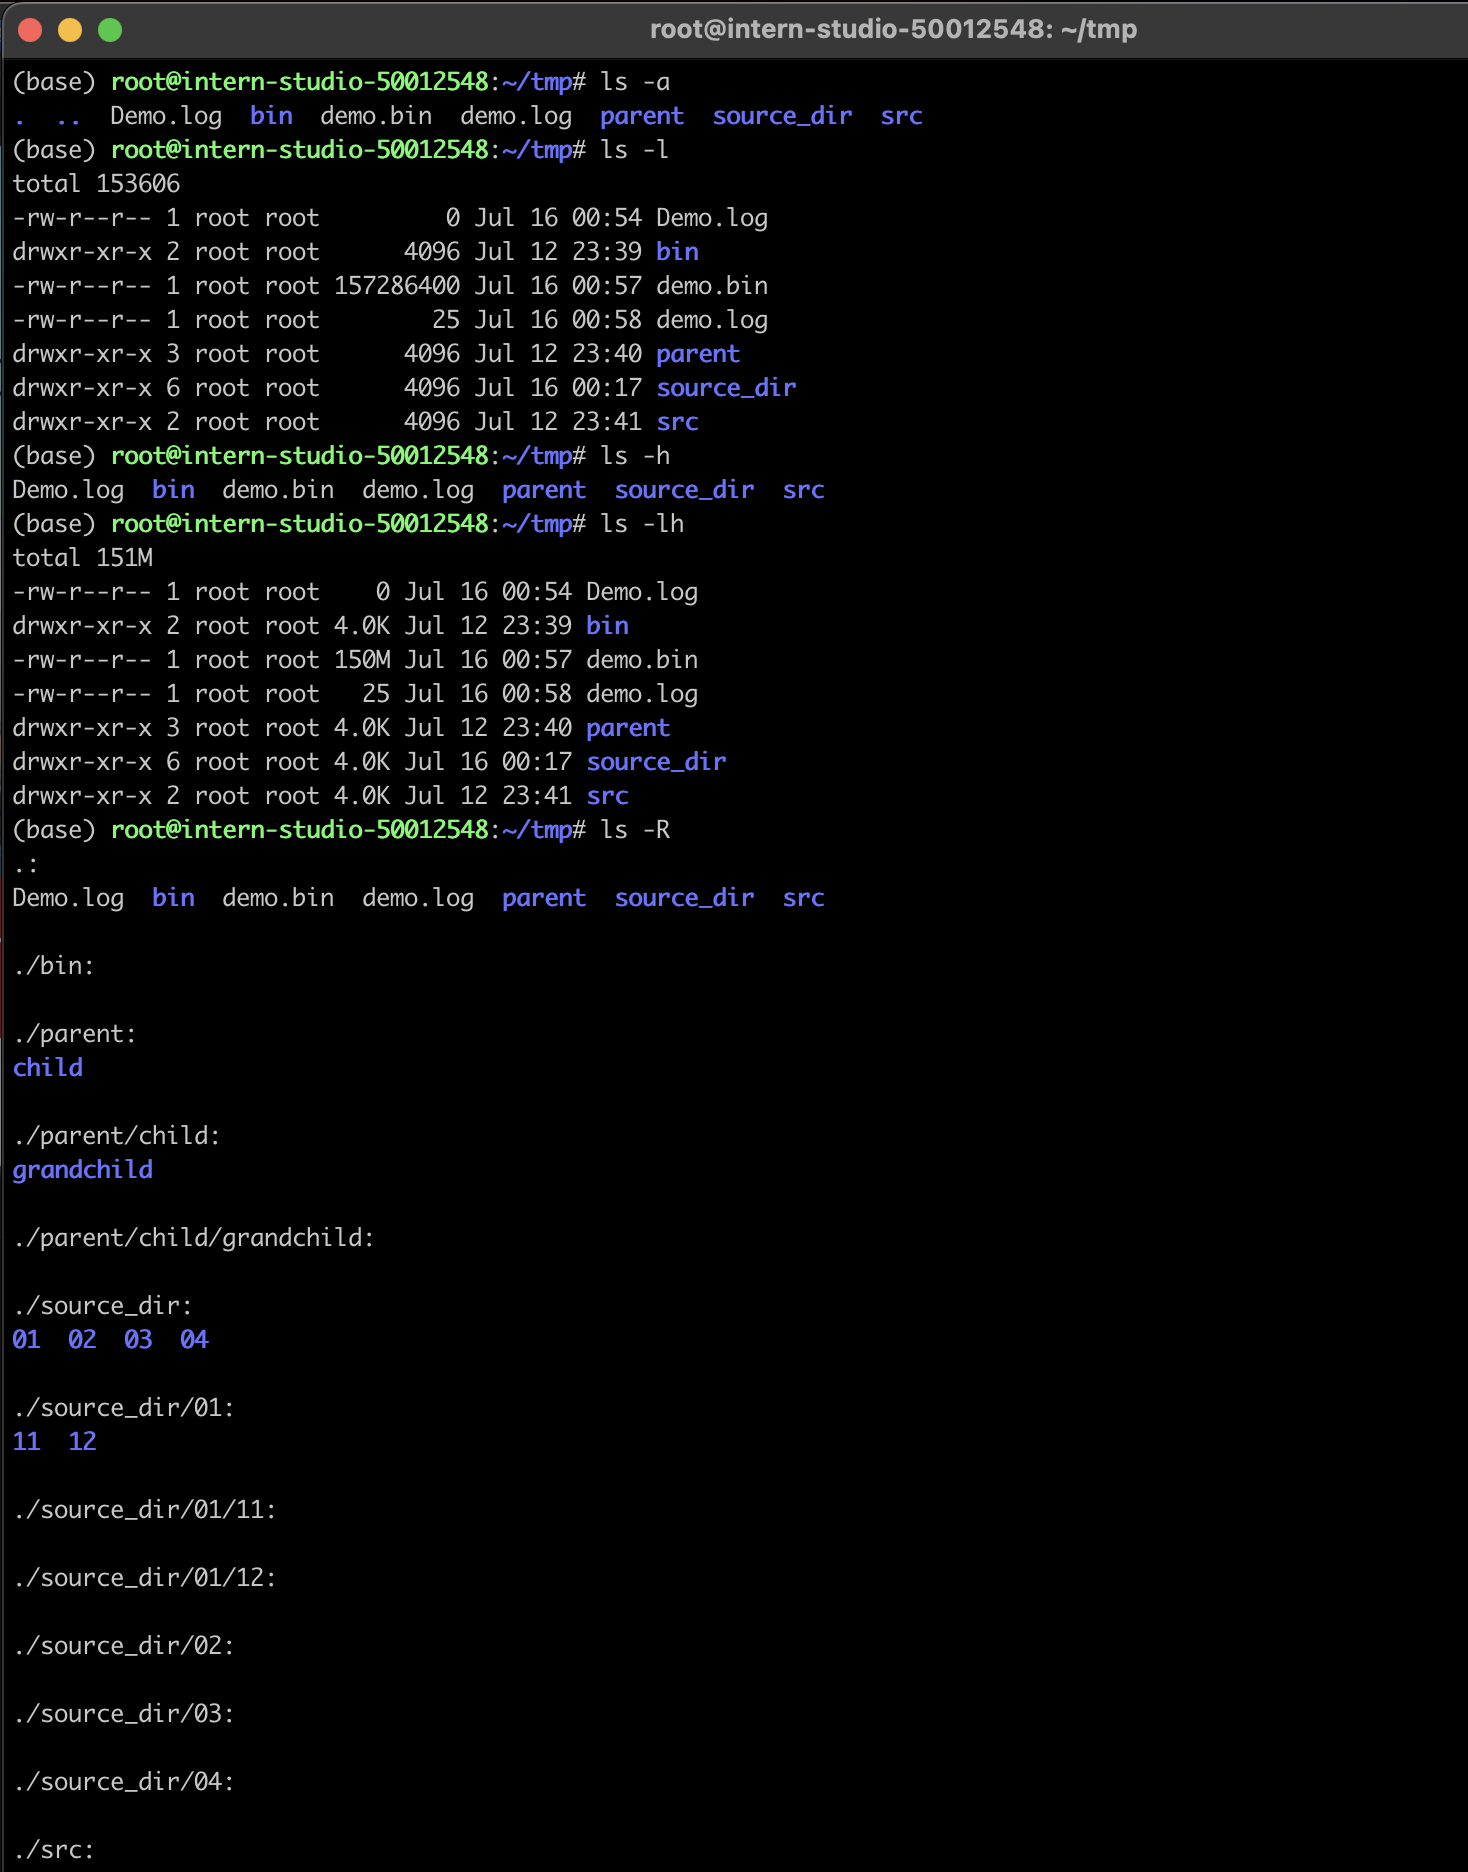 root@intern-studio-50012548: ~/tmp
(base) root@intern-studio-50012548:~/tmp# ls -a
.  ..  Demo.log  bin  demo.bin  demo.log  parent  source_dir  src
(base) root@intern-studio-50012548:~/tmp# ls -l
total 153606
-rw-r--r-- 1 root root         0 Jul 16 00:54 Demo.log
drwxr-xr-x 2 root root      4096 Jul 12 23:39 bin
-rw-r--r-- 1 root root 157286400 Jul 16 00:57 demo.bin
-rw-r--r-- 1 root root        25 Jul 16 00:58 demo.log
drwxr-xr-x 3 root root      4096 Jul 12 23:40 parent
drwxr-xr-x 6 root root      4096 Jul 16 00:17 source_dir
drwxr-xr-x 2 root root      4096 Jul 12 23:41 src
(base) root@intern-studio-50012548:~/tmp# ls -h
Demo.log  bin  demo.bin  demo.log  parent  source_dir  src
(base) root@intern-studio-50012548:~/tmp# ls -lh
total 151M
-rw-r--r-- 1 root root    0 Jul 16 00:54 Demo.log
drwxr-xr-x 2 root root 4.0K Jul 12 23:39 bin
-rw-r--r-- 1 root root 150M Jul 16 00:57 demo.bin
-rw-r--r-- 1 root root   25 Jul 16 00:58 demo.log
drwxr-xr-x 3 root root 4.0K Jul 12 23:40 parent
drwxr-xr-x 6 root root 4.0K Jul 16 00:17 source_dir
drwxr-xr-x 2 root root 4.0K Jul 12 23:41 src
(base) root@intern-studio-50012548:~/tmp# ls -R
.:
Demo.log  bin  demo.bin  demo.log  parent  source_dir  src

./bin:

./parent:
child

./parent/child:
grandchild

./parent/child/grandchild:

./source_dir:
01  02  03  04

./source_dir/01:
11  12

./source_dir/01/11:

./source_dir/01/12:

./source_dir/02:

./source_dir/03:

./source_dir/04:

./src: